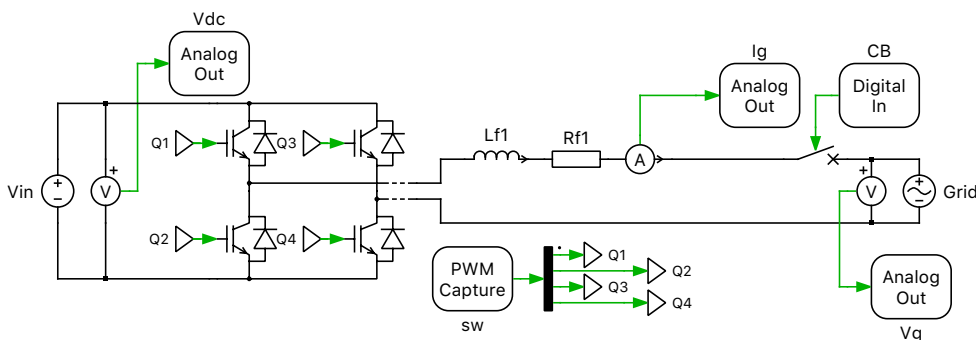 Vdc
Analog
Out
Ig
Analog
Out
CB
Digital
In
Q1
Q3
Lf1
Rf1
A
Vin
+
−
+
V
+
V
Grid
Q2
Q4
PWM
Capture
sw
Q1
Q2
Q3
Q4
Analog
Out
Vg